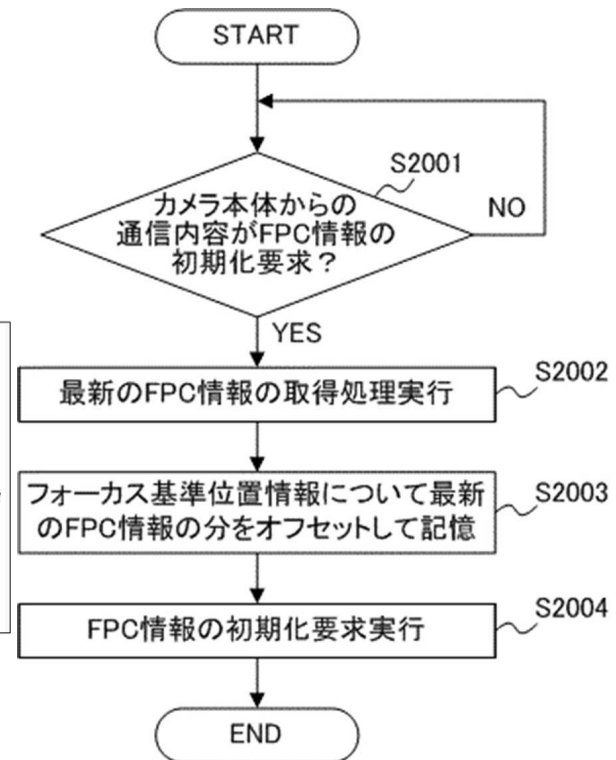 START
S2001
カメラ本体からの
通信内容がFPC情報の
初期化要求？
NO
YES
最新のFPC情報の取得処理実行
S2002
フォーカス基準位置情報について最新
のFPC情報の分をオフセットして記憶
S2003
FPC情報の初期化要求実行
S2004
END